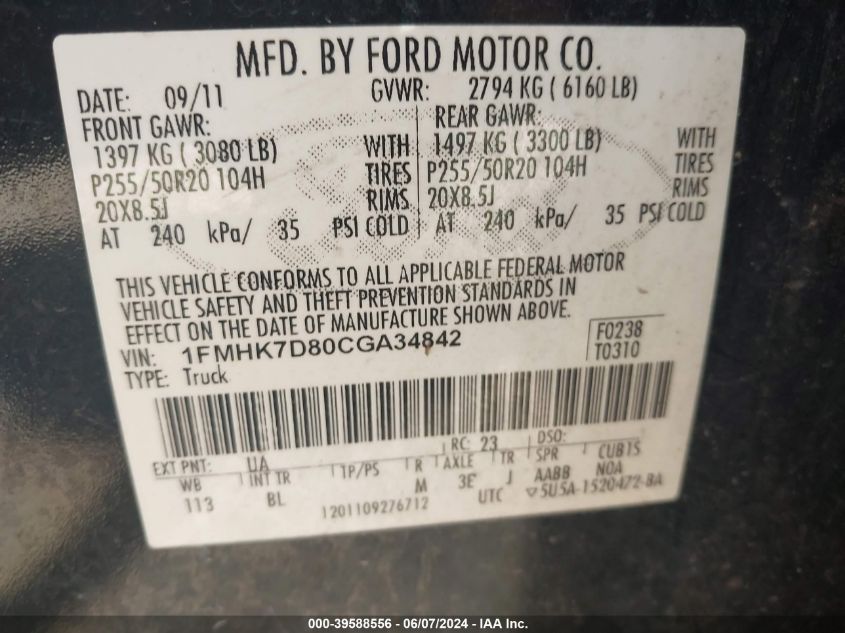 MFD. BY FORD MOTOR CO.
DATE: 09/11 GVWR: 2794 KG ( 6160 LB)
FRONT GAWR: REAR GAWR:
1397 KG ( 3080 LB) WITH 1497 KG ( 3300 LB) WITH
P255/50R20 104H TIRES P255/50R20 104H TIRES
20X8.5J RIMS 20X8.5J RIMS
AT 240 kPa/ 35 PSI COLD AT 240 kPa/ 35 PSI COLD
THIS VEHICLE CONFORMS TO ALL APPLICABLE FEDERAL MOTOR
VEHICLE SAFETY AND THEFT PREVENTION STANDARDS IN
EFFECT ON THE DATE OF MANUFACTURE SHOWN ABOVE.
VIN: 1FMHK7D80CGA34842 F0238
TYPE: Truck T0310
EXT PNT: UA RC: 23 DSO:
WB INT TR TP/PS R AXLE TR SPR CUBIS
113 BL M 3E J AABB NOA
1201109276712 UTC 5U5A-1520472-BA
000-39588556 - 06/07/2024 - IAA Inc.